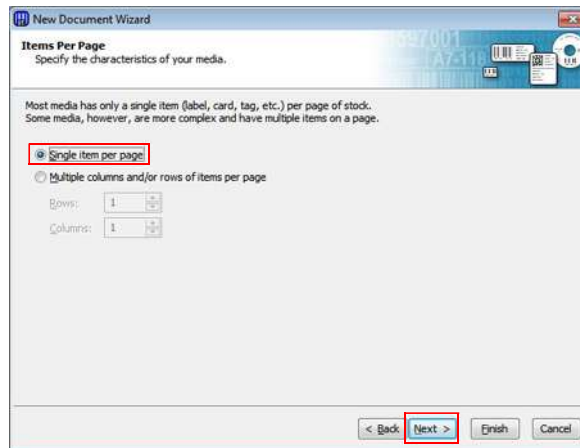 New Document Wizard
Items Per Page
Specify the characteristics of your media.
Most media has only a single item (label, card, tag, etc.) per page of stock.
Some media, however, are more complex and have multiple items on a page.
Single item per page
Multiple columns and/or rows of items per page
Rows: 1
Columns: 1
< Back Next > Finish Cancel